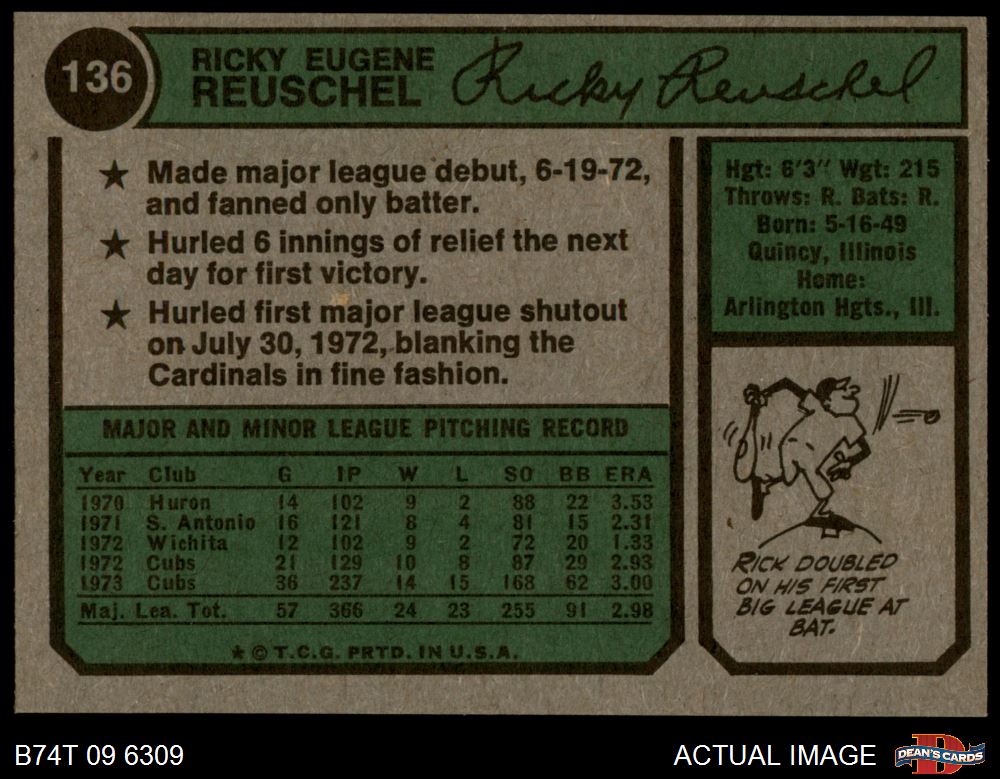 136
RICKY EUGENE
REUSCHEL
Ricky Reuschel
★ Made major league debut, 6-19-72,
and fanned only batter.
★ Hurled 6 innings of relief the next
day for first victory.
★ Hurled first major league shutout
on July 30, 1972, blanking the
Cardinals in fine fashion.
Hgt: 6'3" Wgt: 215
Throws: R. Bats: R.
Born: 5-16-49
Quincy, Illinois
Home:
Arlington Hgts., Ill.
MAJOR AND MINOR LEAGUE PITCHING RECORD
Year Club G IP W L SO BB ERA
1970 Huron 14 102 9 2 88 22 3.53
1971 S. Antonio 16 121 8 4 81 15 2.31
1972 Wichita 12 102 9 2 72 20 1.33
1972 Cubs 21 129 10 8 87 29 2.93
1973 Cubs 36 237 14 15 168 62 3.00
Maj. Lea. Tot. 57 366 24 23 255 91 2.98
★ © T.C.G. PRTD. IN U.S.A.
RICK DOUBLED
ON HIS FIRST
BIG LEAGUE AT
BAT.
B74T 09 6309
ACTUAL IMAGE
DEAN'S CARDS